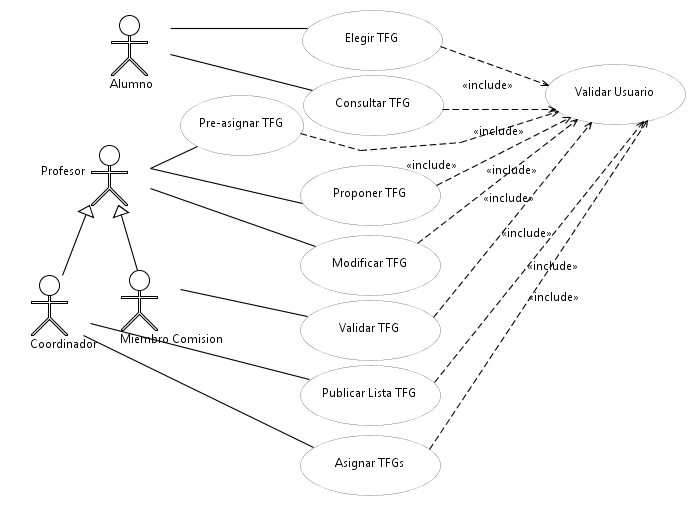 Elegir TFG
Alumno
«include»
Validar Usuario
Consultar TFG
Pre-asignar TFG
«include»
Profesor
«include»
«include»
Proponer TFG
«include»
«include»
Modificar TFG
«include»
«include»
Validar TFG
Coordinador
Miembro Comision
Publicar Lista TFG
Asignar TFGs